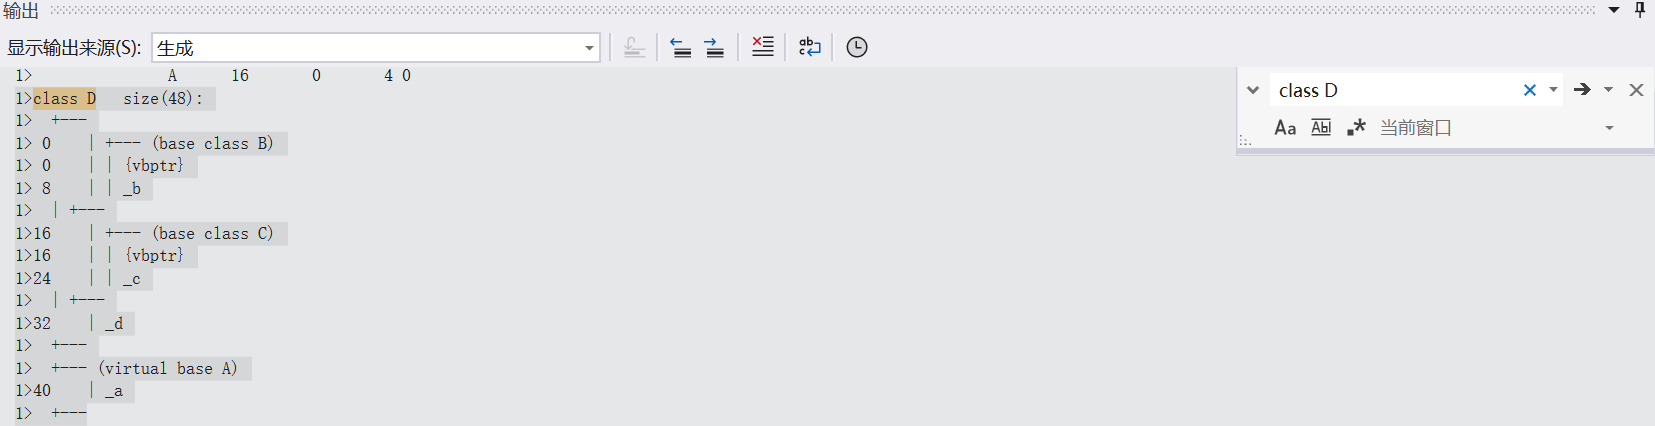 输出
显示输出来源(S): 生成
1> A 16 0 4 0
1>class D size(48):
1> +---
1> 0 | +--- (base class B)
1> 0 | | {vbptr}
1> 8 | | _b
1> | +---
1>16 | +--- (base class C)
1>16 | | {vbptr}
1>24 | | _c
1> | +---
1>32 | _d
1> +---
1> +--- (virtual base A)
1>40 | _a
1> +---
class D
Aa Abl .* 当前窗口